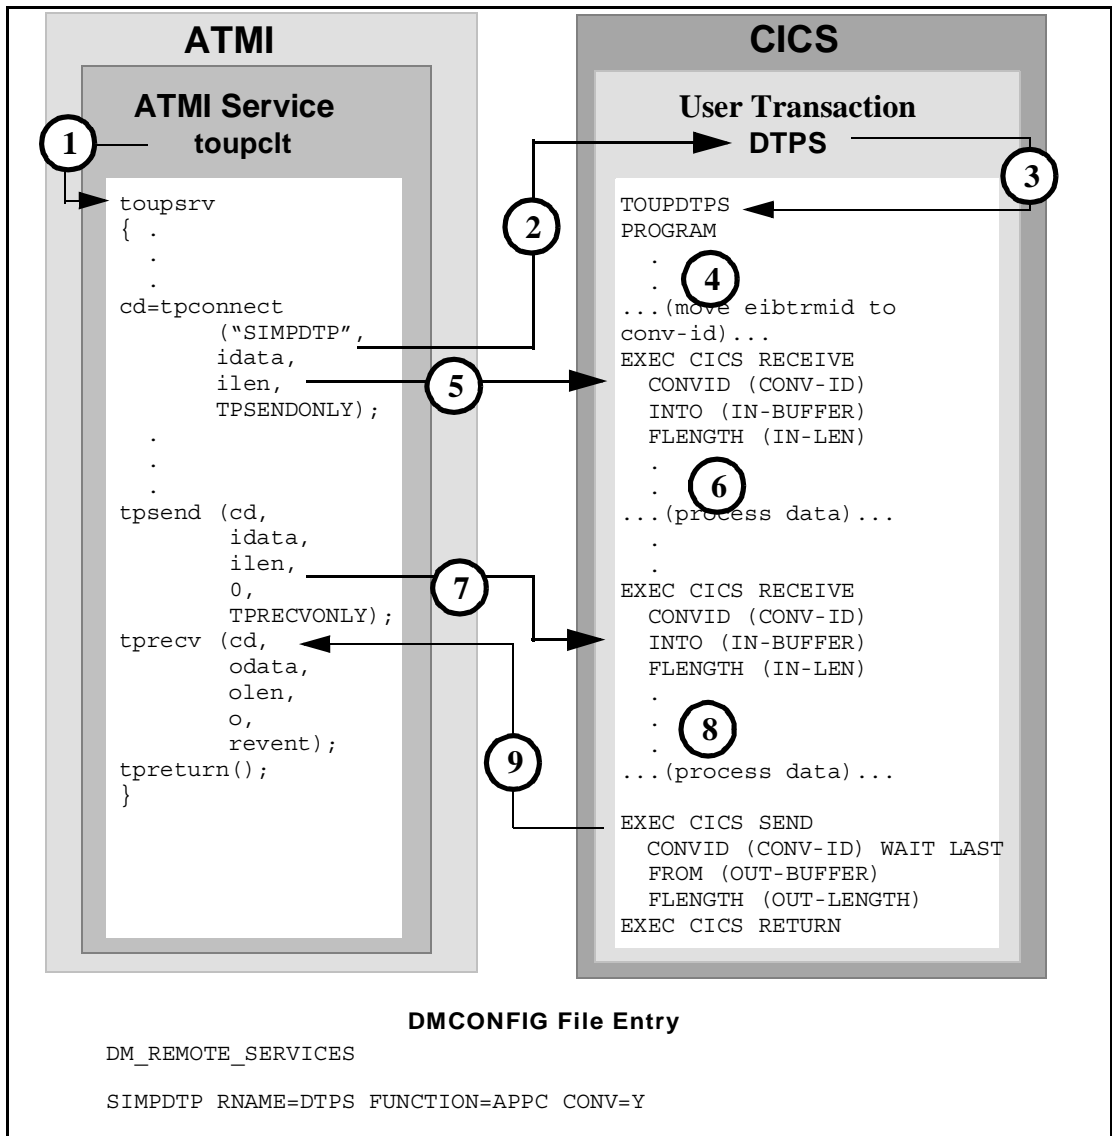 ATMI
ATMI Service
toupclt
1
toupsrv
{ .
.
.
cd=tpconnect
(“SIMPDTP”,
idata,
ilen,
TPSENDONLY);
.
.
.
tpsend (cd,
idata,
ilen,
0,
TPRECVONLY);
tprecv (cd,
odata,
olen,
o,
revent);
tpreturn();
}
2
5
7
9
CICS
User Transaction
DTPS
3
TOUPDTPS
PROGRAM
.
. 4
.
...(move eibtrmid to
conv-id)...
EXEC CICS RECEIVE
CONVID (CONV-ID)
INTO (IN-BUFFER)
FLENGTH (IN-LEN)
.
. 6
...(process data)...
.
.
EXEC CICS RECEIVE
CONVID (CONV-ID)
INTO (IN-BUFFER)
FLENGTH (IN-LEN)
.
. 8
.
...(process data)...
EXEC CICS SEND
CONVID (CONV-ID) WAIT LAST
FROM (OUT-BUFFER)
FLENGTH (OUT-LENGTH)
EXEC CICS RETURN
DMCONFIG File Entry
DM_REMOTE_SERVICES
SIMPDTP RNAME=DTPS FUNCTION=APPC CONV=Y